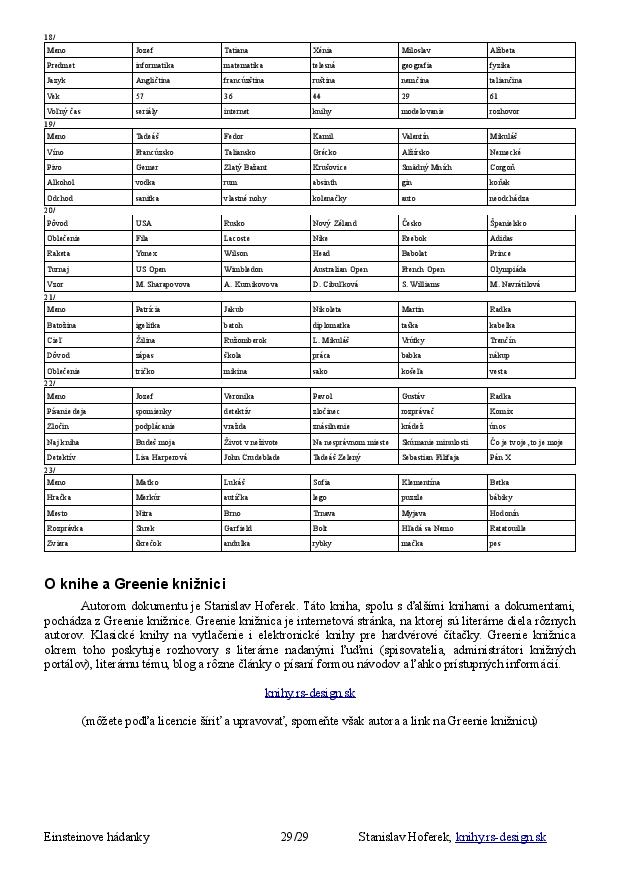 18/
Meno Jozef Tatiana Xénia Miloslav Alžbeta
Predmet informatika matematika telesná geografia fyzika
Jazyk Angličtina francúzština ruština nemčina taliančina
Vek 57 36 44 29 61
Voľný čas seriály internet knihy modelovanie rozhovor
19/
Meno Tadeáš Fedor Kamil Valentín Mikuláš
Víno Francúzsko Taliansko Grécko Alžírsko Nemecké
Pivo Gemer Zlatý Bažant Krušovice Smädný Mních Corgoň
Alkohol vodka rum absinth gin koňak
Odchod sanitka vlastné nohy kolenačky auto neodchádza
20/
Pôvod USA Rusko Nový Zéland Česko Španielsko
Oblečenie Fila Lacoste Nike Reebok Adidas
Raketa Yonex Wilson Head Babolat Prince
Turnaj US Open Wimbledon Australian Open French Open Olympiáda
Vzor M. Sharapovova A. Kurnikovova D. Cibulková S. Williams M. Navrátilová
21/
Meno Patrícia Jakub Nikoleta Martin Radka
Batožina igelitka batoh diplomatka taška kabelka
Cieľ Žilina Ružomberok L. Mikuláš Vrútky Trenčín
Dôvod zápas škola práca babka nákup
Oblečenie tričko mikina sako košeľa vesta
22/
Meno Jozef Veronika Pavol Gustáv Radka
Písanie deja spomienky detektív zločinec rozprávač Komix
Zločin podplácanie vražda znásilnenie krádež únos
Naj kniha Budeš moja Život v neživote Na nesprávnom mieste Skúmanie minulosti Čo je tvoje, to je moje
Detektív Lisa Harperová John Crudeblade Tadeáš Zelený Sebastian Filifaja Pán X
23/
Meno Matko Lukáš Sofia Klementína Betka
Hračka Merkúr autíčka lego puzzle bábiky
Mesto Nitra Brno Trnava Myjava Hodonín
Rozprávka Shrek Garfield Bolt Hľadá sa Nemo Ratatouille
Zviera škrečok andulka rybky mačka pes
O knihe a Greenie knižnici
Autorom dokumentu je Stanislav Hoferek. Táto kniha, spolu s ďalšími knihami a dokumentami,
pochádza z Greenie knižnice. Greenie knižnica je internetová stránka, na ktorej sú literárne diela rôznych
autorov. Klasické knihy na vytlačenie i elektronické knihy pre hardvérové čítačky. Greenie knižnica
okrem toho poskytuje rozhovory s literárne nadanými ľuďmi (spisovatelia, administrátori knižných
portálov), literárnu tému, blog a rôzne články o písaní formou návodov a ľahko prístupných informácií.
knihy.rs-design.sk
(môžete podľa licencie šíriť a upravovať, spomeňte však autora a link na Greenie knižnicu)
Einsteinove hádanky 29/29 Stanislav Hoferek, knihy.rs-design.sk